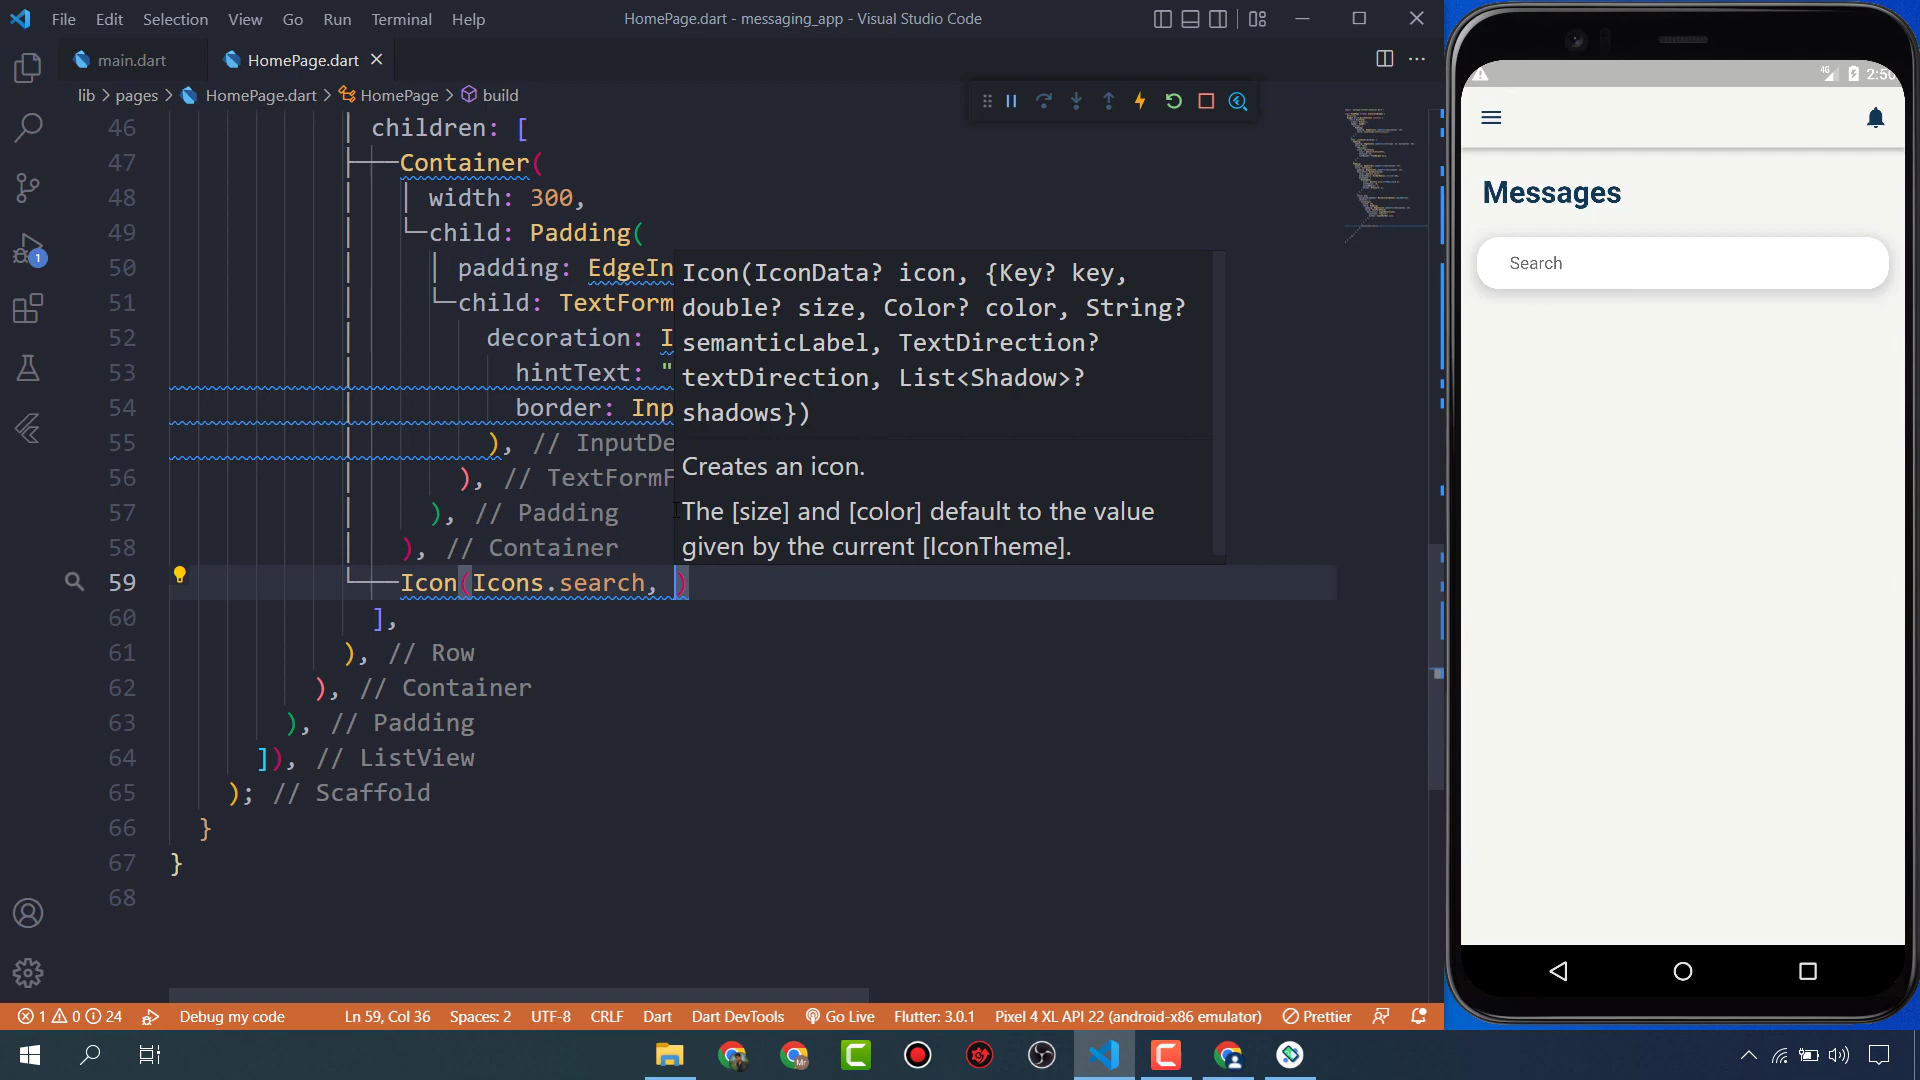 File Edit Selection View Go Run Terminal Help
HomePage.dart - messaging_app - Visual Studio Code
main.dart
HomePage.dart
lib > pages > HomePage.dart > HomePage > build
46 children: [
47 Container(
48 width: 300,
49 child: Padding(
50 padding: EdgeIn
51 child: TextForm
52 decoration: I
53 hintText: "
54 border: Inp
55 ), // InputDe
56 ), // TextFormF
57 ), // Padding
58 ), // Container
59 Icon(Icons.search, )
60 ],
61 ), // Row
62 ), // Container
63 ), // Padding
64 ]), // ListView
65 ); // Scaffold
66 }
67 }
68
Icon(IconData? icon, {Key? key,
double? size, Color? color, String?
semanticLabel, TextDirection?
textDirection, List<Shadow>?
shadows})
Creates an icon.
The [size] and [color] default to the value
given by the current [IconTheme].
1
1 0 24 Debug my code Ln 59, Col 36 Spaces: 2 UTF-8 CRLF Dart Dart DevTools Go Live Flutter: 3.0.1 Pixel 4 XL API 22 (android-x86 emulator) Prettier
4G
Messages
Search